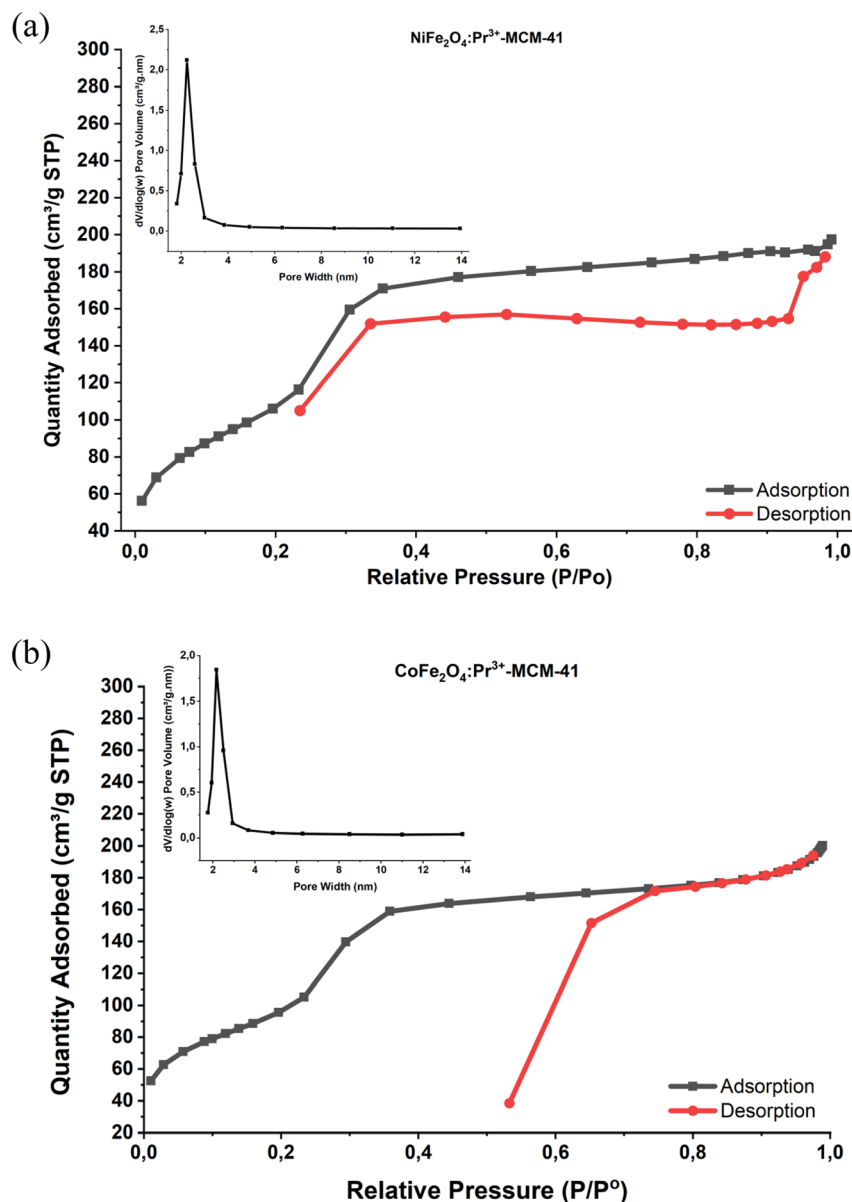 (a)
NiFe₂O₄:Pr³⁺-MCM-41
dV/dlog(w) Pore Volume (cm³/g.nm)
2,5
2,0
1,5
1,0
0,5
0,0
2 4 6 8 10 12 14
Pore Width (nm)
Quantity Adsorbed (cm³/g STP)
300
280
260
240
220
200
180
160
140
120
100
80
60
40
Adsorption
Desorption
0,0 0,2 0,4 0,6 0,8 1,0
Relative Pressure (P/Po)
(b)
CoFe₂O₄:Pr³⁺-MCM-41
dV/dlog(w) Pore Volume (cm³/g.nm))
2,0
1,5
1,0
0,5
0,0
2 4 6 8 10 12 14
Pore Width (nm)
Quantity Adsorbed (cm³/g STP)
300
280
260
240
220
200
180
160
140
120
100
80
60
40
20
Adsorption
Desorption
0,0 0,2 0,4 0,6 0,8 1,0
Relative Pressure (P/Pº)